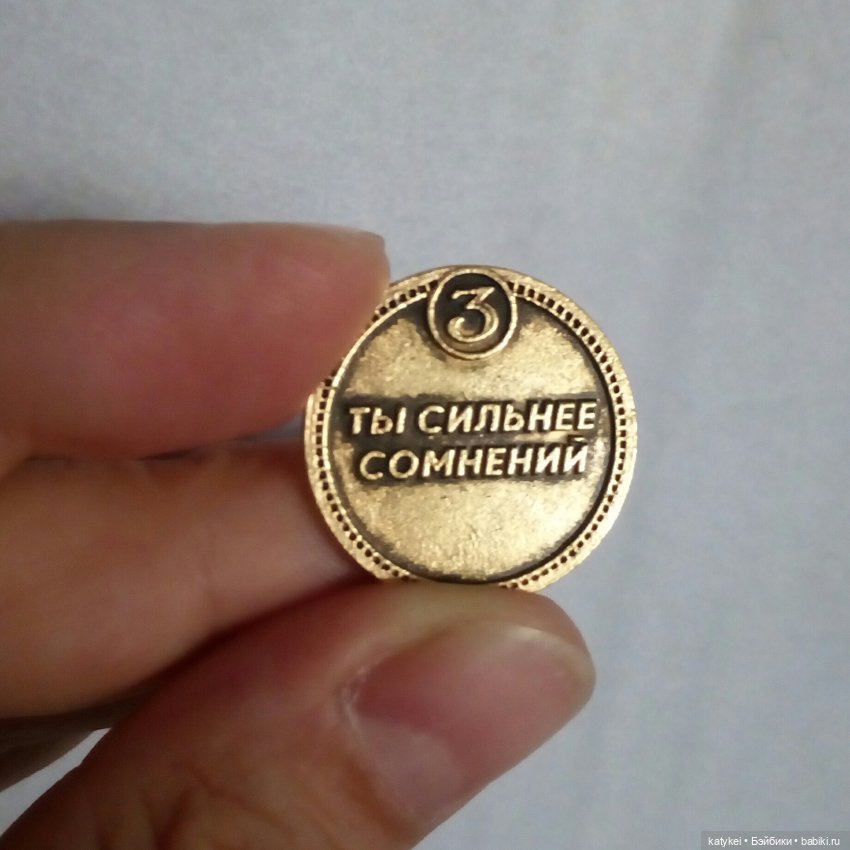 3
ТЫ СИЛЬНЕЕ
СОМНЕНИЙ
katykei • Бэйбики • babiki.ru